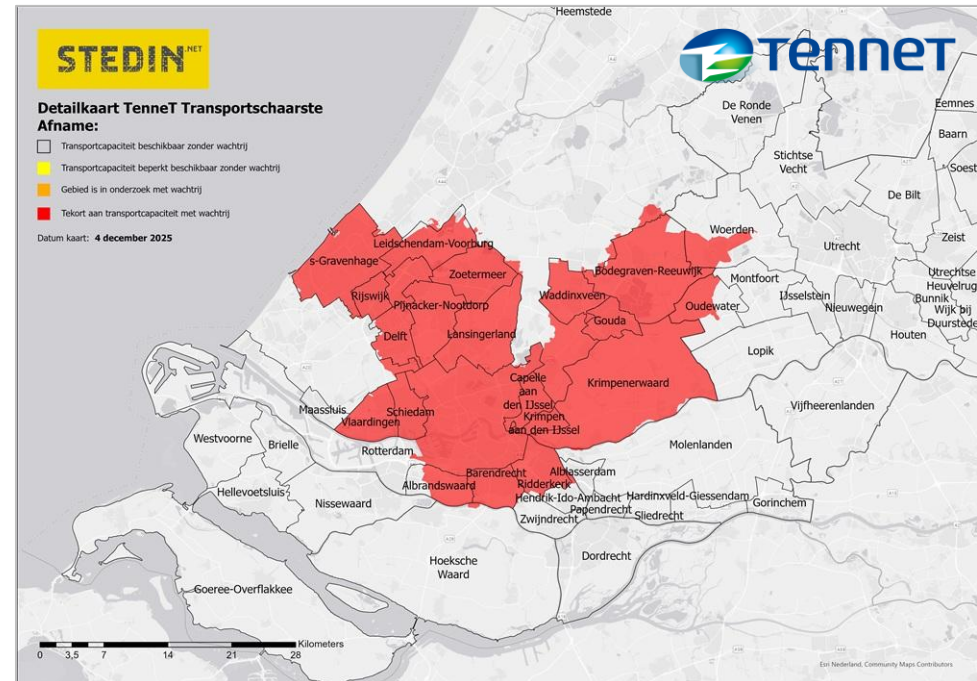 STEDIN.NET
TenneT
Detailkaart TenneT Transportschaarste
Afname:
Transportcapaciteit beschikbaar zonder wachtrij
Transportcapaciteit beperkt beschikbaar zonder wachtrij
Gebied is in onderzoek met wachtrij
Tekort aan transportcapaciteit met wachtrij
Datum kaart: 4 december 2025
Heemstede
De Ronde
Venen
Eemnes
Baarn
Stichtse
Vecht
Soest
De Bilt
Woerden
Utrecht
Zeist
Leidschendam-Voorburg
s-Gravenhage
Zoetermeer
Bodegraven-Reeuwijk
Montfoort
Utrechtse
Heuvelrug
Rijswijk
Pijnacker-Nootdorp
Waddinxveen
Oudewater
IJsselstein
Nieuwegein
Bunnik
Wijk bij
Duurstede
Gouda
Delft
Lansingerland
Houten
Lopik
Capelle
aan
den IJssel
Krimpenerwaard
Maassluis
Vlaardingen
Schiedam
Krimpen
aan den IJssel
Vijfheerenlanden
Westvoorne
Brielle
Rotterdam
Molenlanden
Albrandswaard
Barendrecht
Ridderkerk
Alblasserdam
Hellevoetsluis
Nissewaard
Hendrik-Ido-Ambacht
Hardinxveld-Giessendam
Gorinchem
Papendrecht
Zwijndrecht
Sliedrecht
Hoeksche
Waard
Dordrecht
Goeree-Overflakkee
Kilometers
0 3,5 7 14 21 28
Esri Nederland, Community Maps Contributors